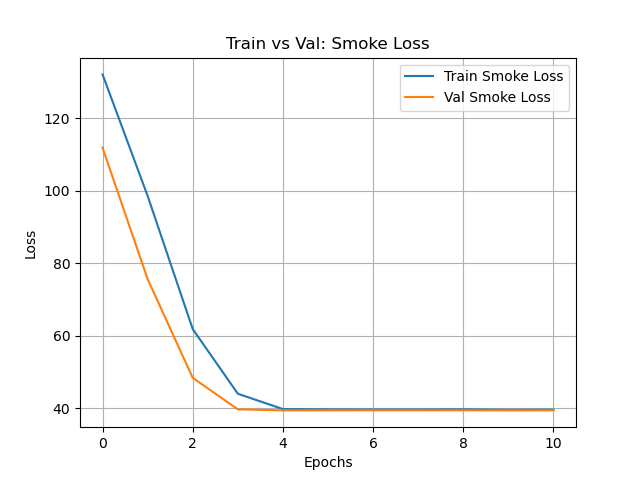 Train vs Val: Smoke Loss
Train Smoke Loss
Val Smoke Loss
120
100
80
60
40
Loss
0 2 4 6 8 10
Epochs